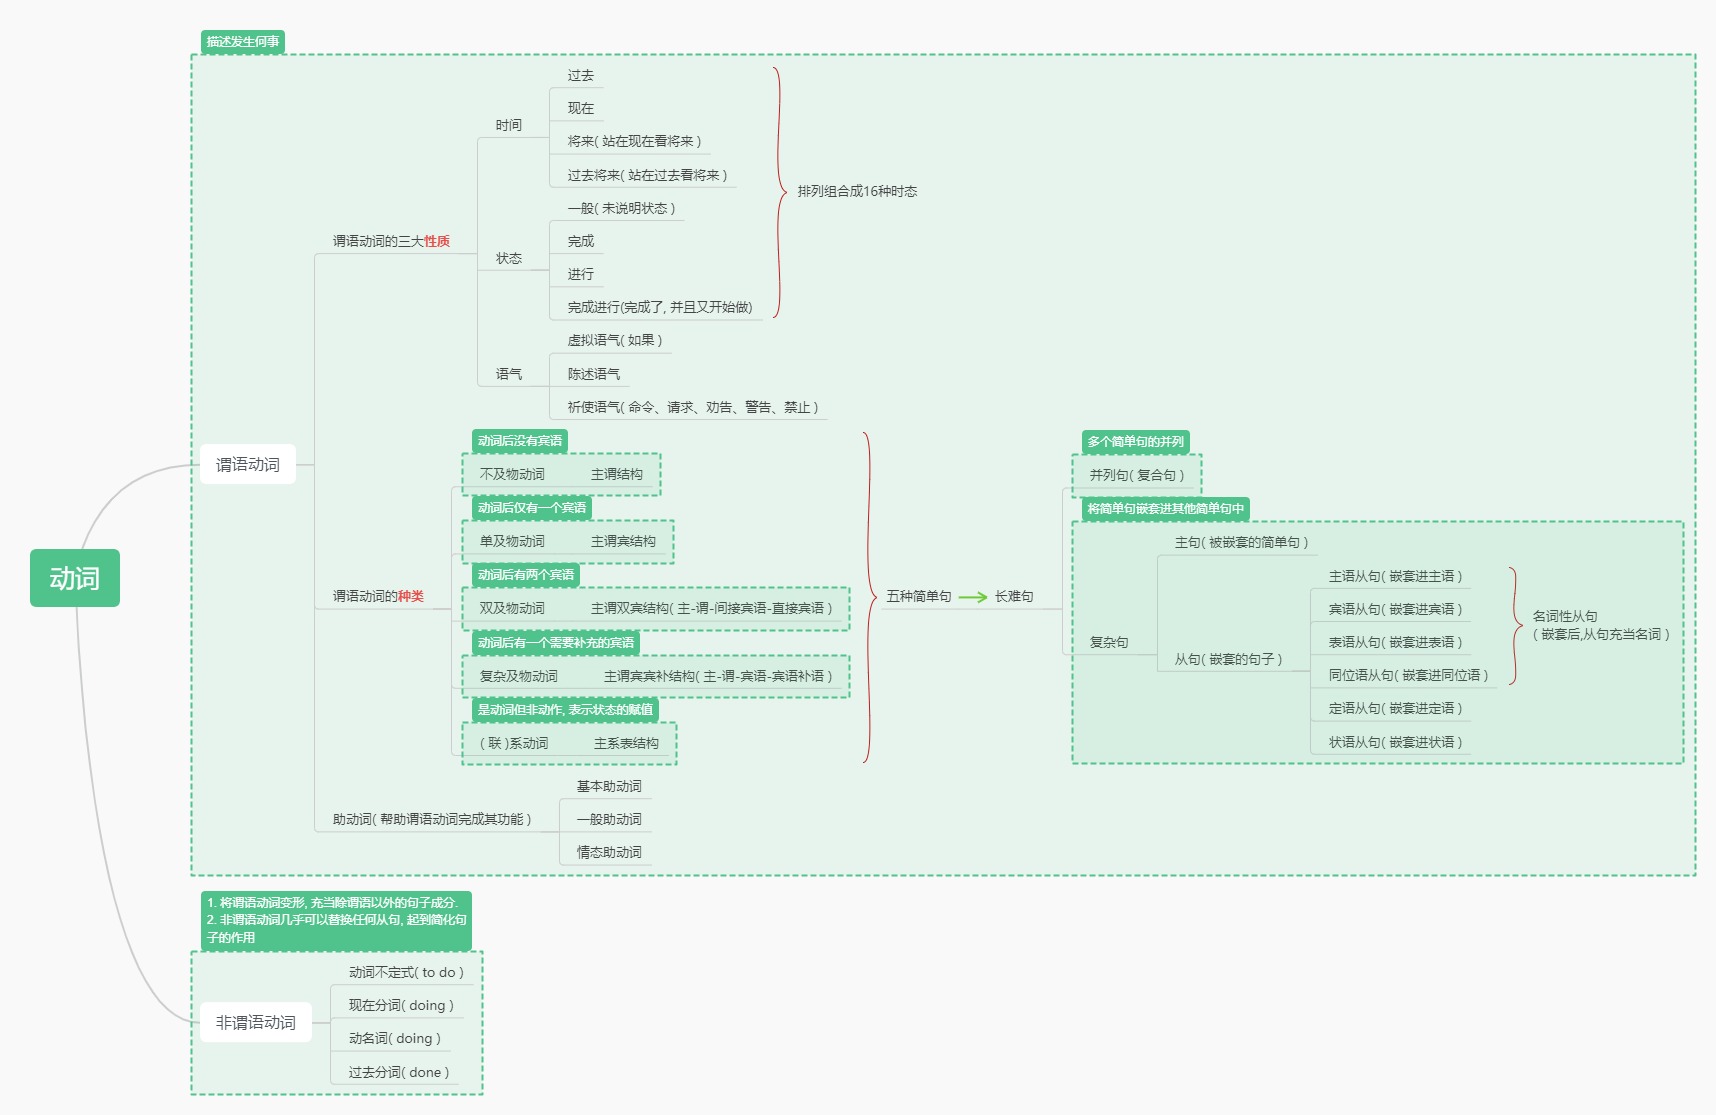 描述发生何事
过去
现在
时间
将来( 站在现在看将来 )
过去将来( 站在过去看将来 )
排列组合成16种时态
一般( 未说明状态 )
谓语动词的三大性质
完成
状态
进行
完成进行(完成了, 并且又开始做)
虚拟语气( 如果 )
语气
陈述语气
祈使语气( 命令、请求、劝告、警告、禁止 )
谓语动词
动词后没有宾语
不及物动词 主谓结构
动词后仅有一个宾语
单及物动词 主谓宾结构
动词后有两个宾语
谓语动词的种类
双及物动词 主谓双宾结构( 主-谓-间接宾语-直接宾语 )
动词后有一个需要补充的宾语
复杂及物动词 主谓宾宾补结构( 主-谓-宾语-宾语补语 )
是动词但非动作, 表示状态的赋值
( 联 )系动词 主系表结构
五种简单句 长难句
多个简单句的并列
并列句( 复合句 )
将简单句嵌套进其他简单句中
主句( 被嵌套的简单句 )
复杂句
从句( 嵌套的句子 )
主语从句( 嵌套进主语 )
宾语从句( 嵌套进宾语 )
表语从句( 嵌套进表语 )
同位语从句( 嵌套进同位语 )
定语从句( 嵌套进定语 )
状语从句( 嵌套进状语 )
名词性从句
( 嵌套后,从句充当名词 )
基本助动词
助动词( 帮助谓语动词完成其功能 )
一般助动词
情态助动词
动词
1. 将谓语动词变形, 充当除谓语以外的句子成分.
2. 非谓语动词几乎可以替换任何从句, 起到简化句
子的作用
动词不定式( to do )
现在分词( doing )
非谓语动词
动名词( doing )
过去分词( done )